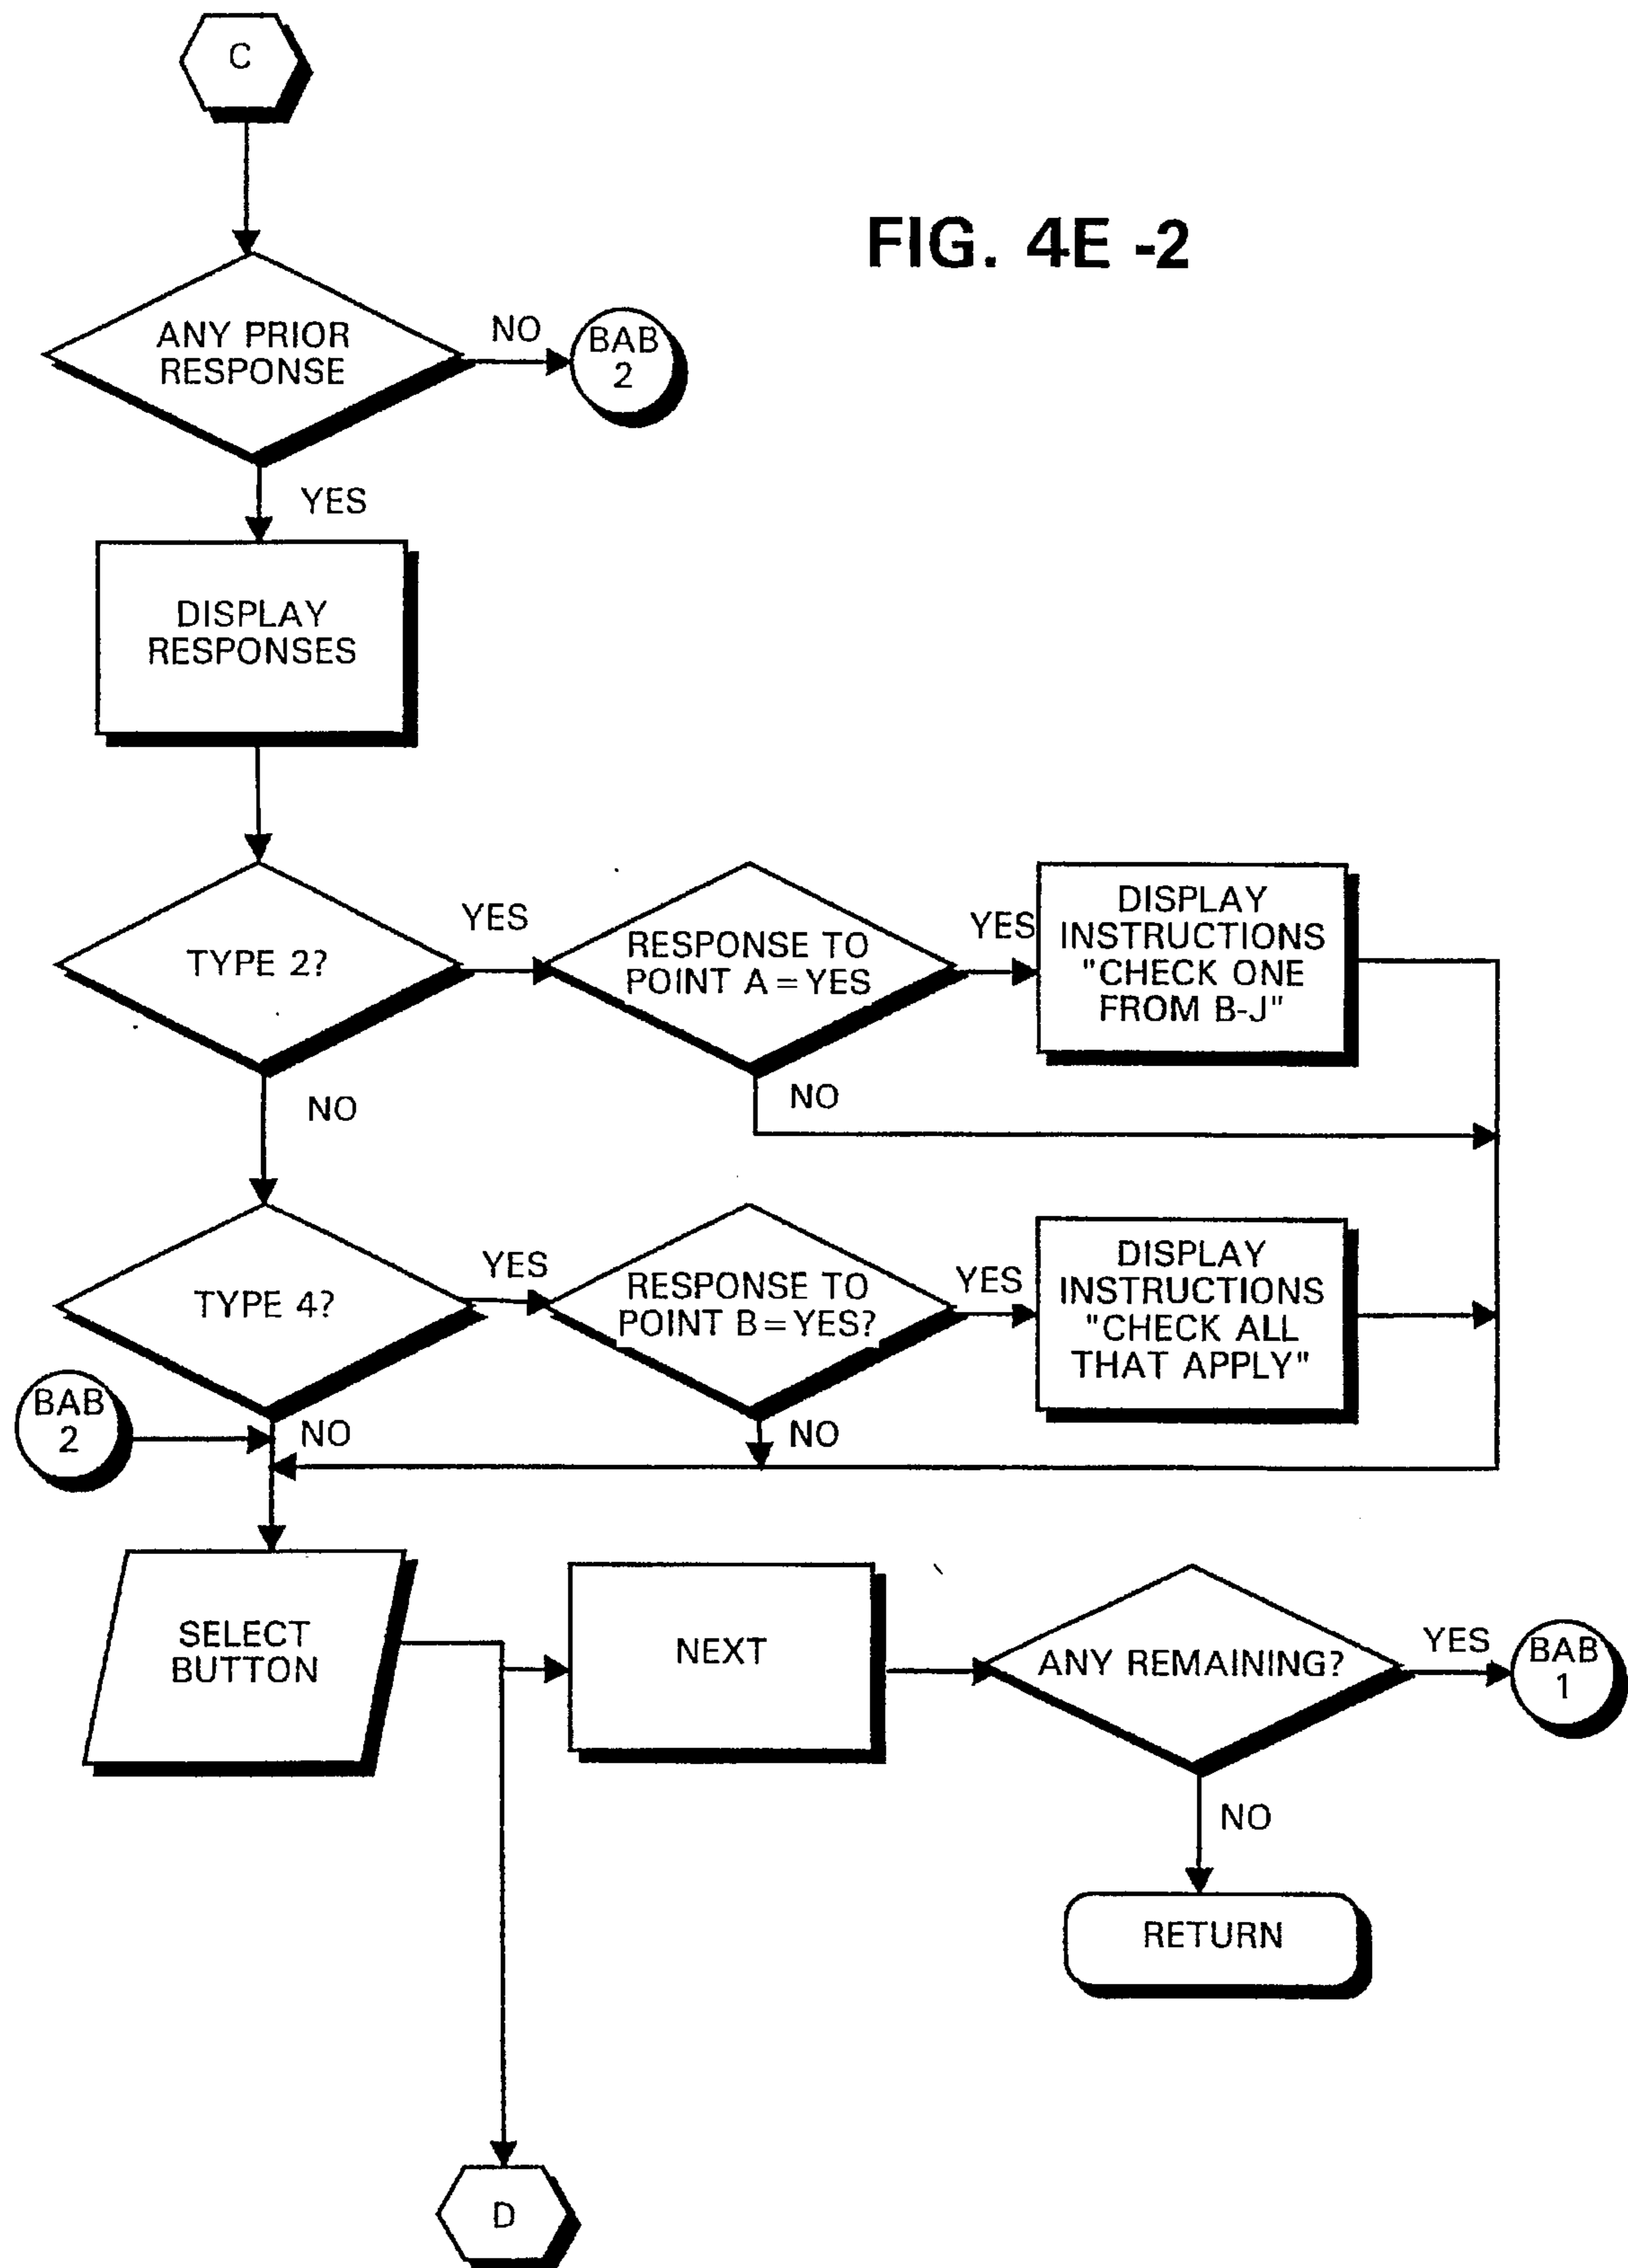 C
FIG. 4E -2
ANY PRIOR
RESPONSE
NO
BAB
2
YES
DISPLAY
RESPONSES
TYPE 2?
YES
RESPONSE TO
POINT A = YES
YES
DISPLAY
INSTRUCTIONS
"CHECK ONE
FROM B-J"
NO
NO
TYPE 4?
YES
RESPONSE TO
POINT B = YES?
YES
DISPLAY
INSTRUCTIONS
"CHECK ALL
THAT APPLY"
BAB
2
NO
NO
SELECT
BUTTON
NEXT
ANY REMAINING?
YES
BAB
1
NO
RETURN
D